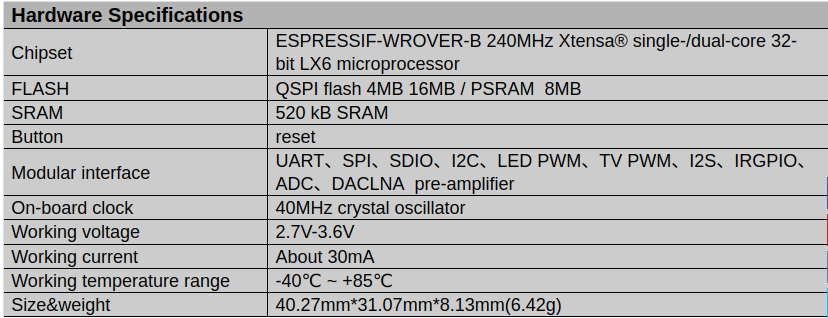 Hardware Specifications
Chipset
ESPRESSIF-WROVER-B 240MHz Xtensa® single-/dual-core 32-
bit LX6 microprocessor
FLASH
QSPI flash 4MB 16MB / PSRAM  8MB
SRAM
520 kB SRAM
Button
reset
Modular interface
UART、SPI、SDIO、I2C、LED PWM、TV PWM、I2S、IRGPIO、
ADC、DACLNA  pre-amplifier
On-board clock
40MHz crystal oscillator
Working voltage
2.7V-3.6V
Working current
About 30mA
Working temperature range
-40℃ ~ +85℃
Size&weight
40.27mm*31.07mm*8.13mm(6.42g)